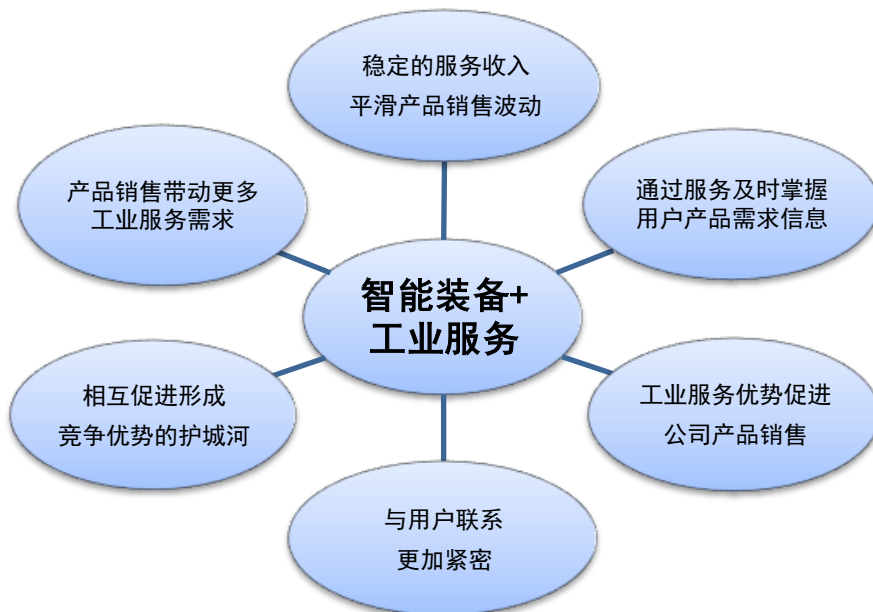 稳定的服务收入
平滑产品销售波动
产品销售带动更多
工业服务需求
通过服务及时掌握
用户产品需求信息
智能装备+
工业服务
相互促进形成
竞争优势的护城河
工业服务优势促进
公司产品销售
与用户联系
更加紧密